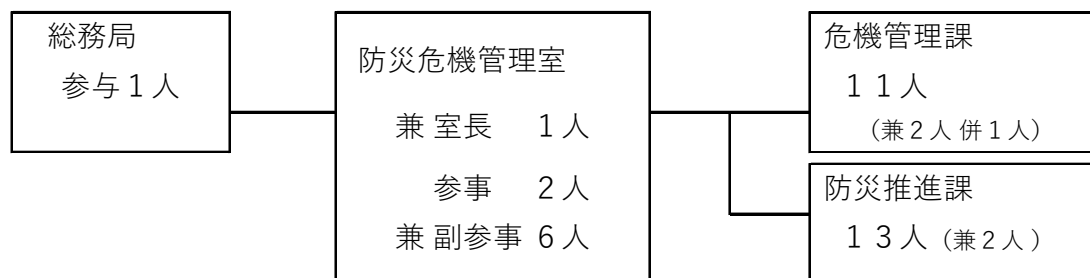 総務局
参与１人
防災危機管理室
兼 室長　１人
参事　２人
兼 副参事 ６人
危機管理課
１１人
（兼２人 併１人）
防災推進課
１３人（兼２人 ）